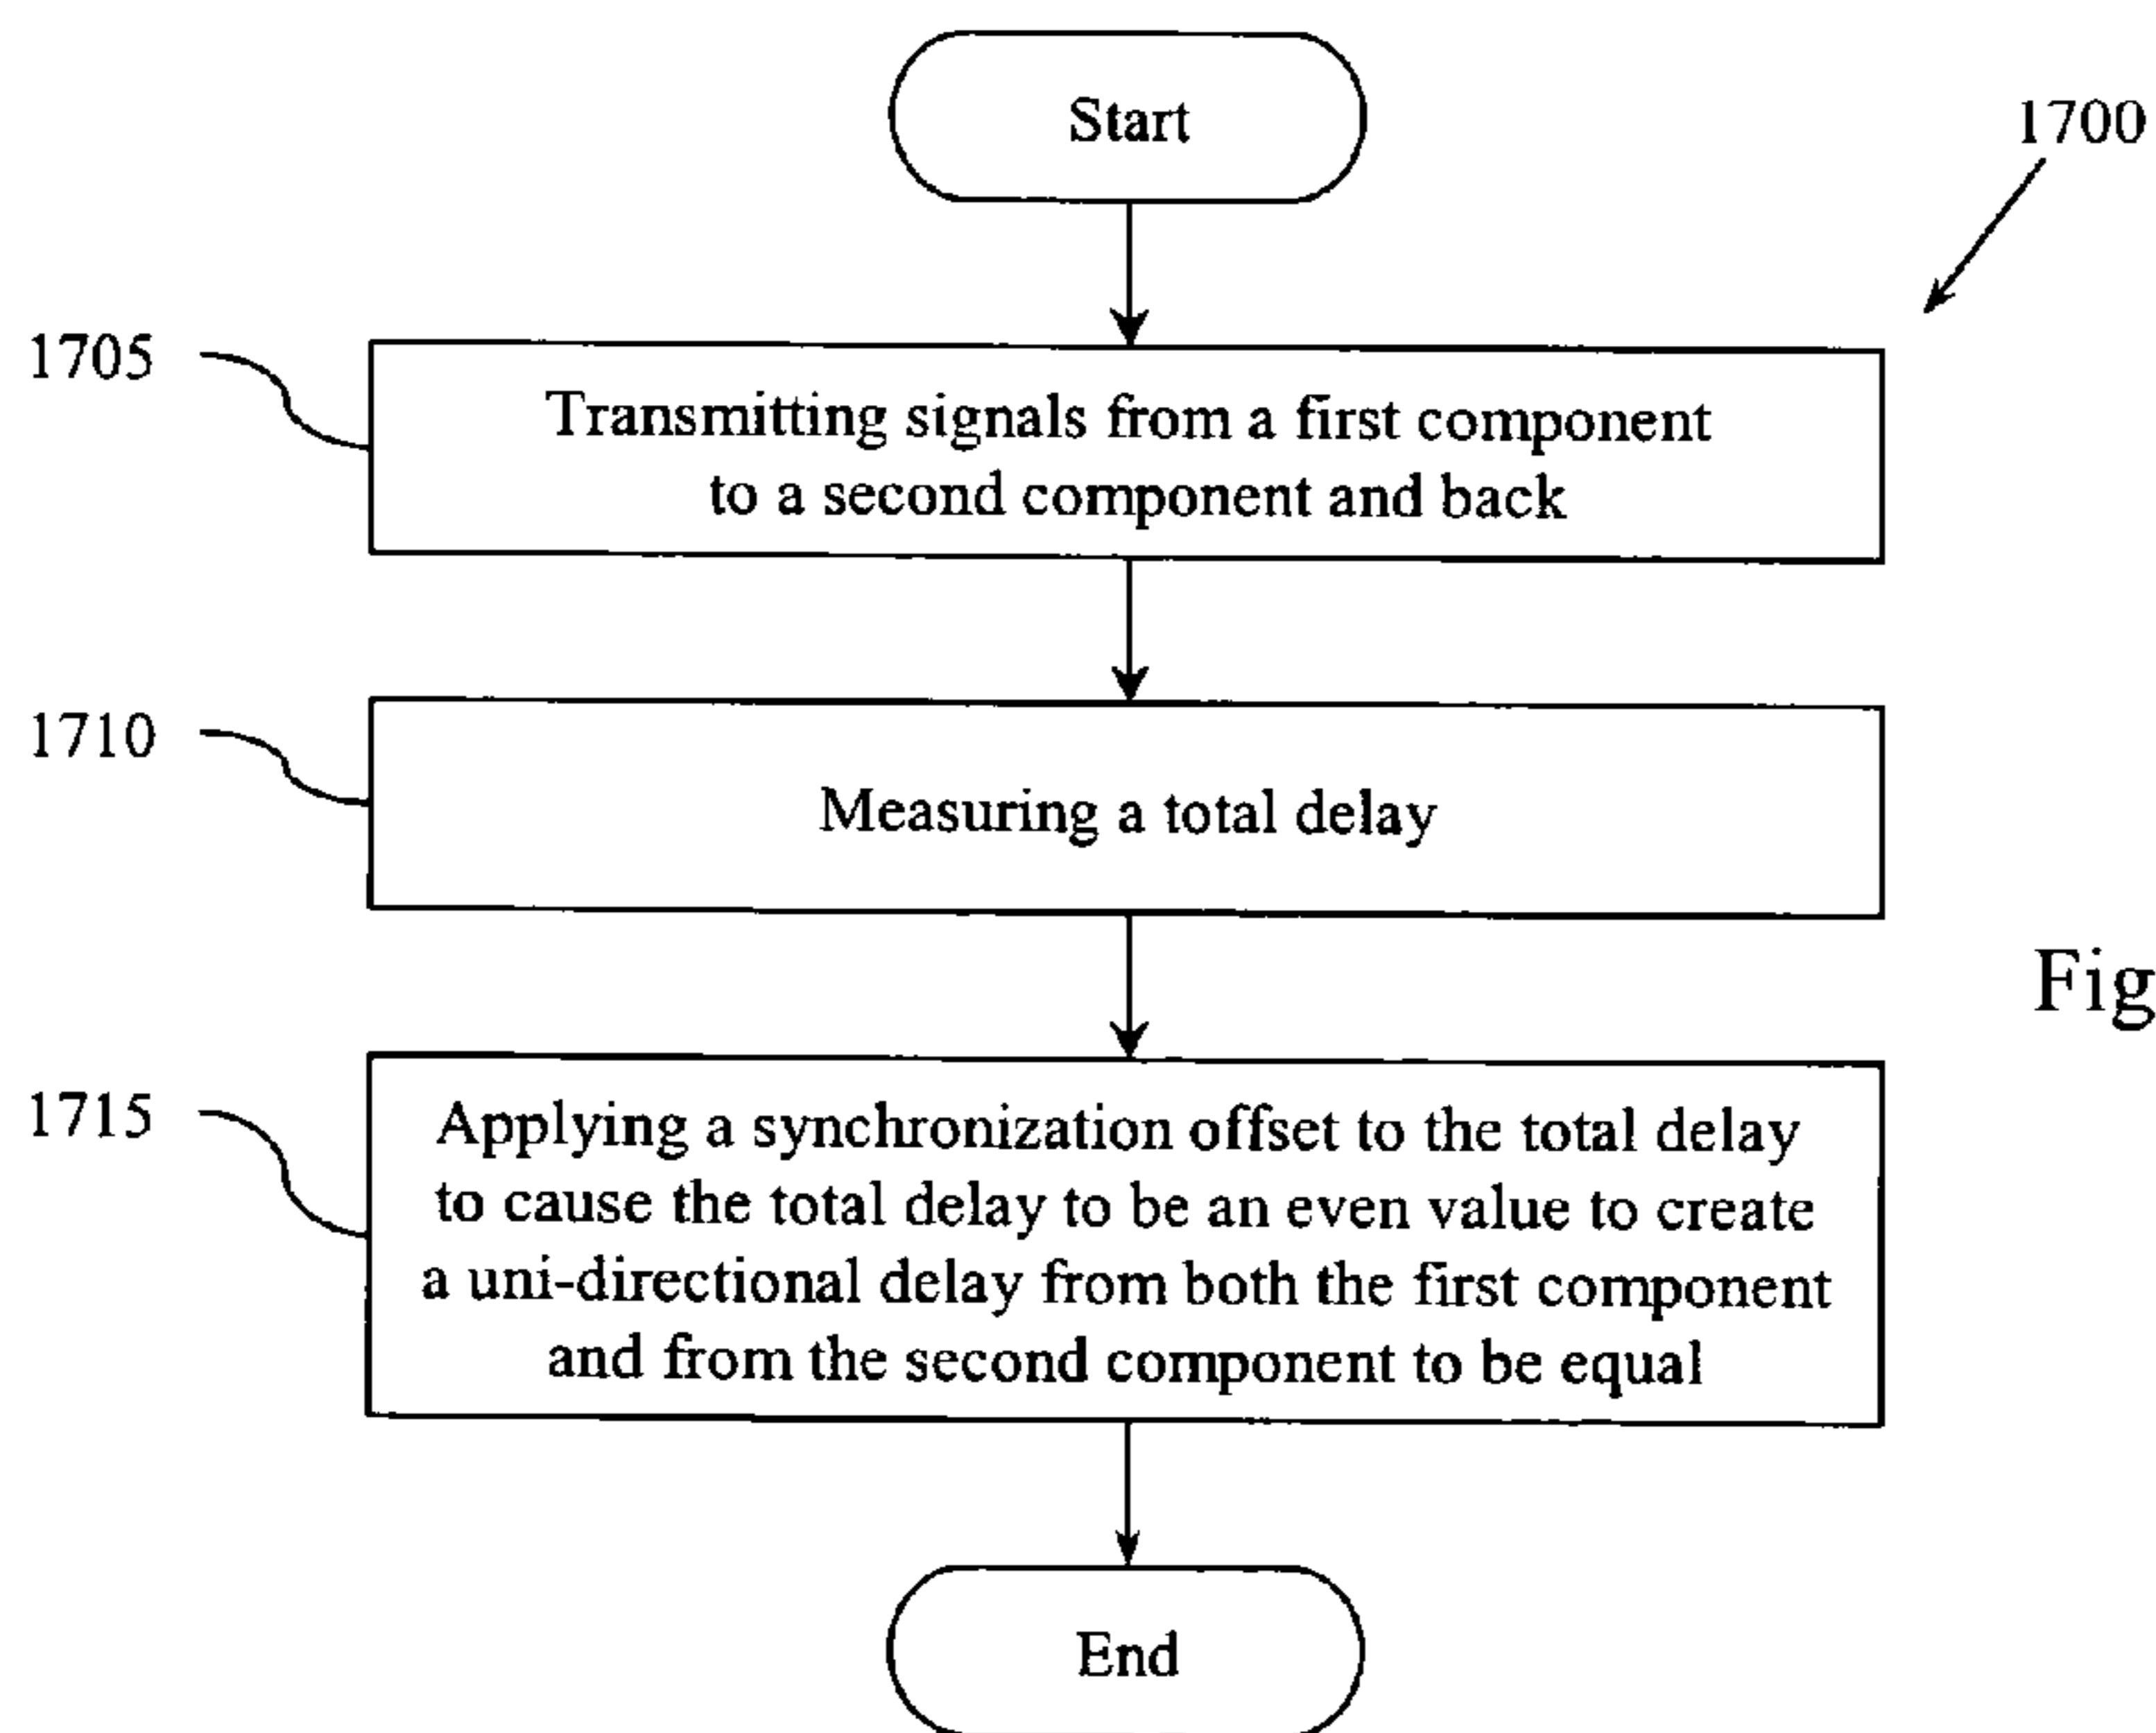 Start
1700
1705
Transmitting signals from a first component
to a second component and back
1710
Measuring a total delay
Fig
1715
Applying a synchronization offset to the total delay
to cause the total delay to be an even value to create
a uni-directional delay from both the first component
and from the second component to be equal
End